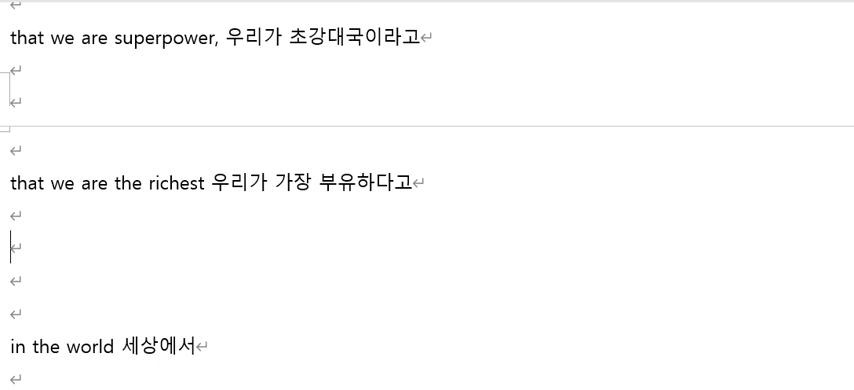 that we are superpower, 우리가 초강대국이라고
that we are the richest 우리가 가장 부유하다고
in the world 세상에서